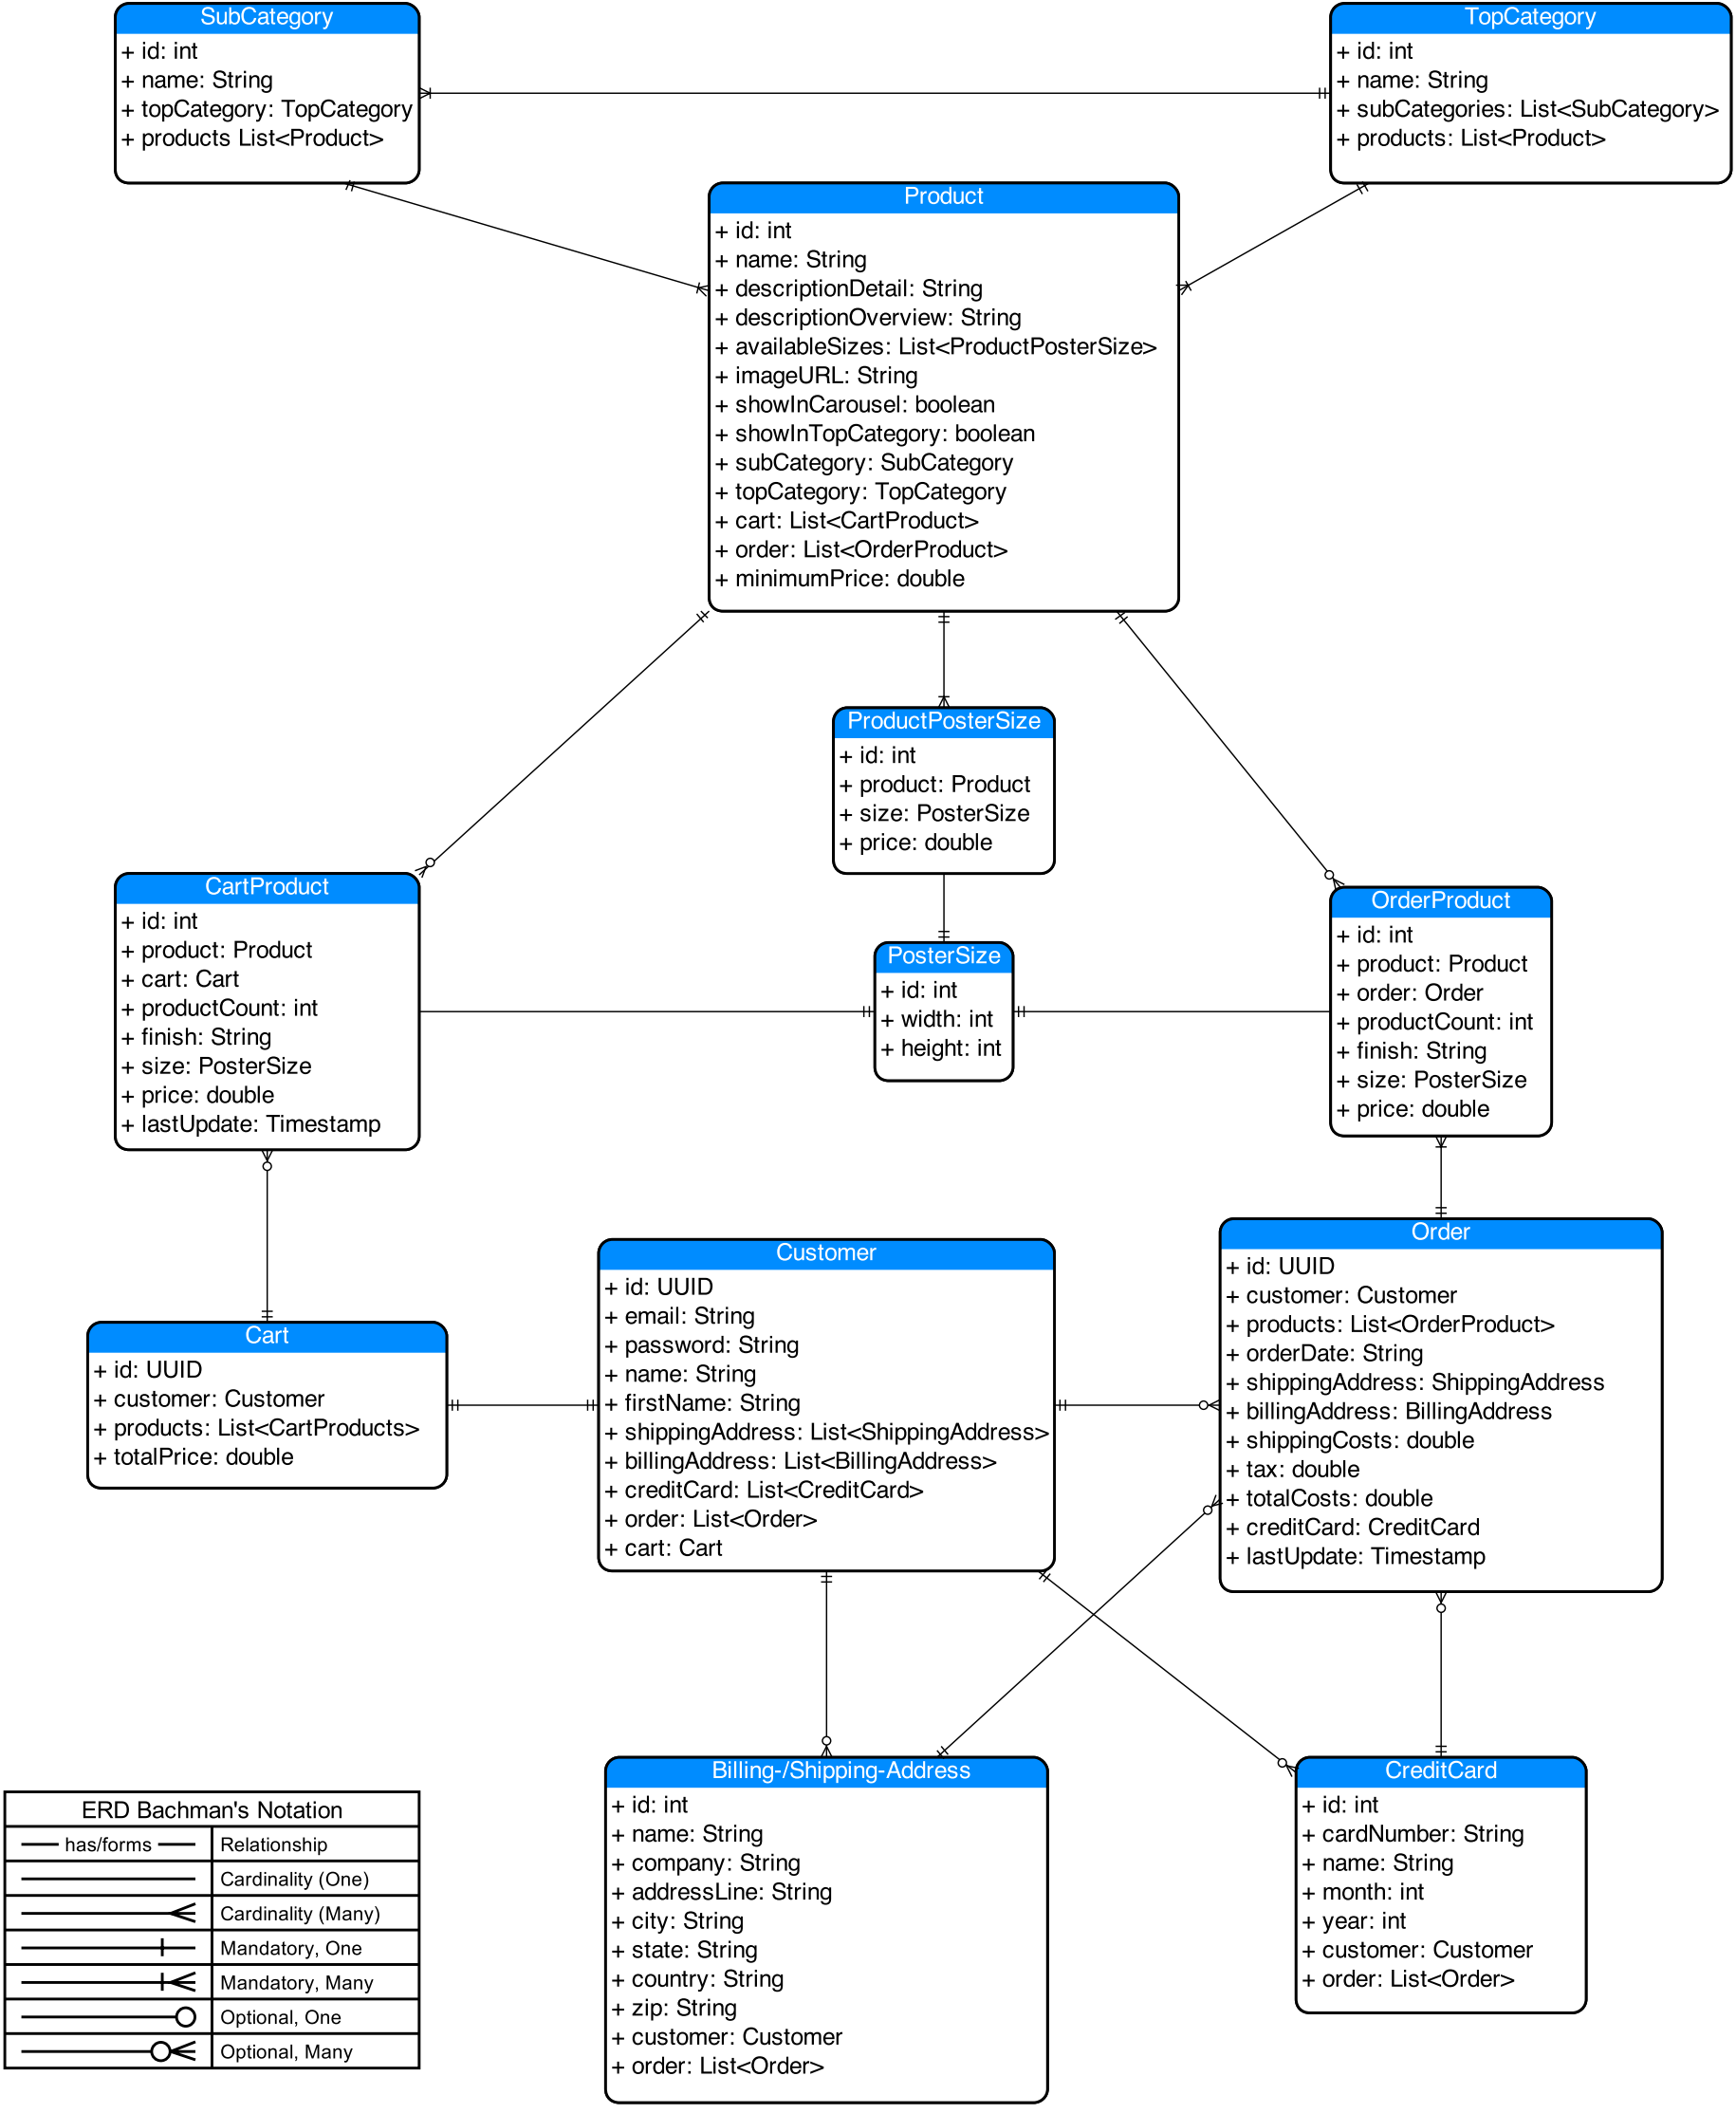 SubCategory
+ id: int
+ name: String
+ topCategory: TopCategory
+ products List<Product>
TopCategory
+ id: int
+ name: String
+ subCategories: List<SubCategory>
+ products: List<Product>
Product
+ id: int
+ name: String
+ descriptionDetail: String
+ descriptionOverview: String
+ availableSizes: List<ProductPosterSize>
+ imageURL: String
+ showInCarousel: boolean
+ showInTopCategory: boolean
+ subCategory: SubCategory
+ topCategory: TopCategory
+ cart: List<CartProduct>
+ order: List<OrderProduct>
+ minimumPrice: double
ProductPosterSize
+ id: int
+ product: Product
+ size: PosterSize
+ price: double
CartProduct
+ id: int
+ product: Product
+ cart: Cart
+ productCount: int
+ finish: String
+ size: PosterSize
+ price: double
+ lastUpdate: Timestamp
PosterSize
+ id: int
+ width: int
+ height: int
OrderProduct
+ id: int
+ product: Product
+ order: Order
+ productCount: int
+ finish: String
+ size: PosterSize
+ price: double
Cart
+ id: UUID
+ customer: Customer
+ products: List<CartProducts>
+ totalPrice: double
Customer
+ id: UUID
+ email: String
+ password: String
+ name: String
+ firstName: String
+ shippingAddress: List<ShippingAddress>
+ billingAddress: List<BillingAddress>
+ creditCard: List<CreditCard>
+ order: List<Order>
+ cart: Cart
Order
+ id: UUID
+ customer: Customer
+ products: List<OrderProduct>
+ orderDate: String
+ shippingAddress: ShippingAddress
+ billingAddress: BillingAddress
+ shippingCosts: double
+ tax: double
+ totalCosts: double
+ creditCard: CreditCard
+ lastUpdate: Timestamp
Billing-/Shipping-Address
+ id: int
+ name: String
+ company: String
+ addressLine: String
+ city: String
+ state: String
+ country: String
+ zip: String
+ customer: Customer
+ order: List<Order>
CreditCard
+ id: int
+ cardNumber: String
+ name: String
+ month: int
+ year: int
+ customer: Customer
+ order: List<Order>
ERD Bachman's Notation
has/forms Relationship
Cardinality (One)
Cardinality (Many)
Mandatory, One
Mandatory, Many
Optional, One
Optional, Many